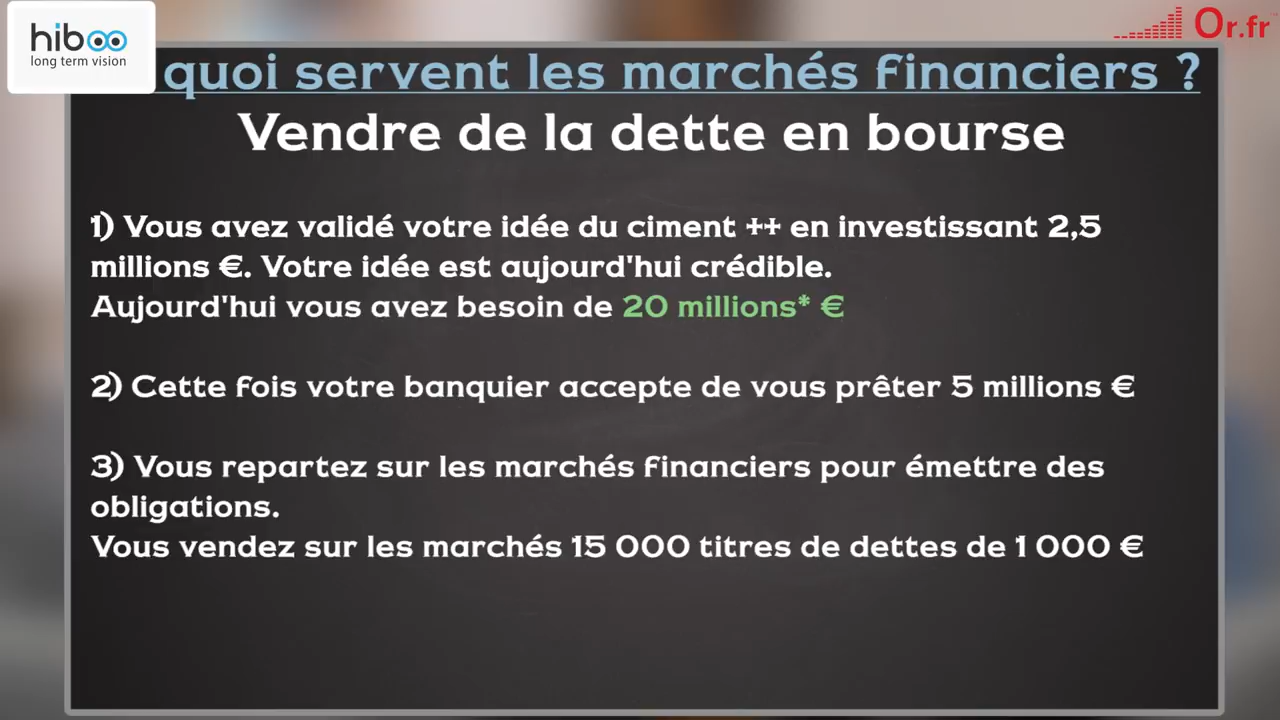 hiboo
long term vision
Or.fr
quoi servent les marchés financiers ?
Vendre de la dette en bourse
1) Vous avez validé votre idée du ciment ++ en investissant 2,5
millions €. Votre idée est aujourd'hui crédible.
Aujourd'hui vous avez besoin de 20 millions* €
2) Cette fois votre banquier accepte de vous prêter 5 millions €
3) Vous repartez sur les marchés financiers pour émettre des
obligations.
Vous vendez sur les marchés 15 000 titres de dettes de 1 000 €